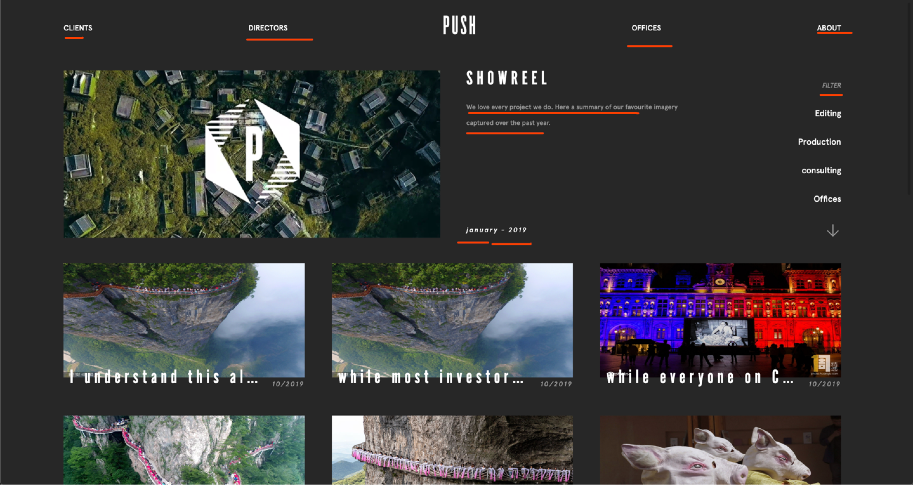 CLIENTS
DIRECTORS
PUSH
OFFICES
ABOUT
P
SHOWREEL
We love every project we do. Here a summary of our favourite imagery
captured over the past year.
january - 2019
FILTER
Editing
Production
consulting
Offices
I understand this al...
10/2019
while most investor...
10/2019
while everyone on C...
10/2019